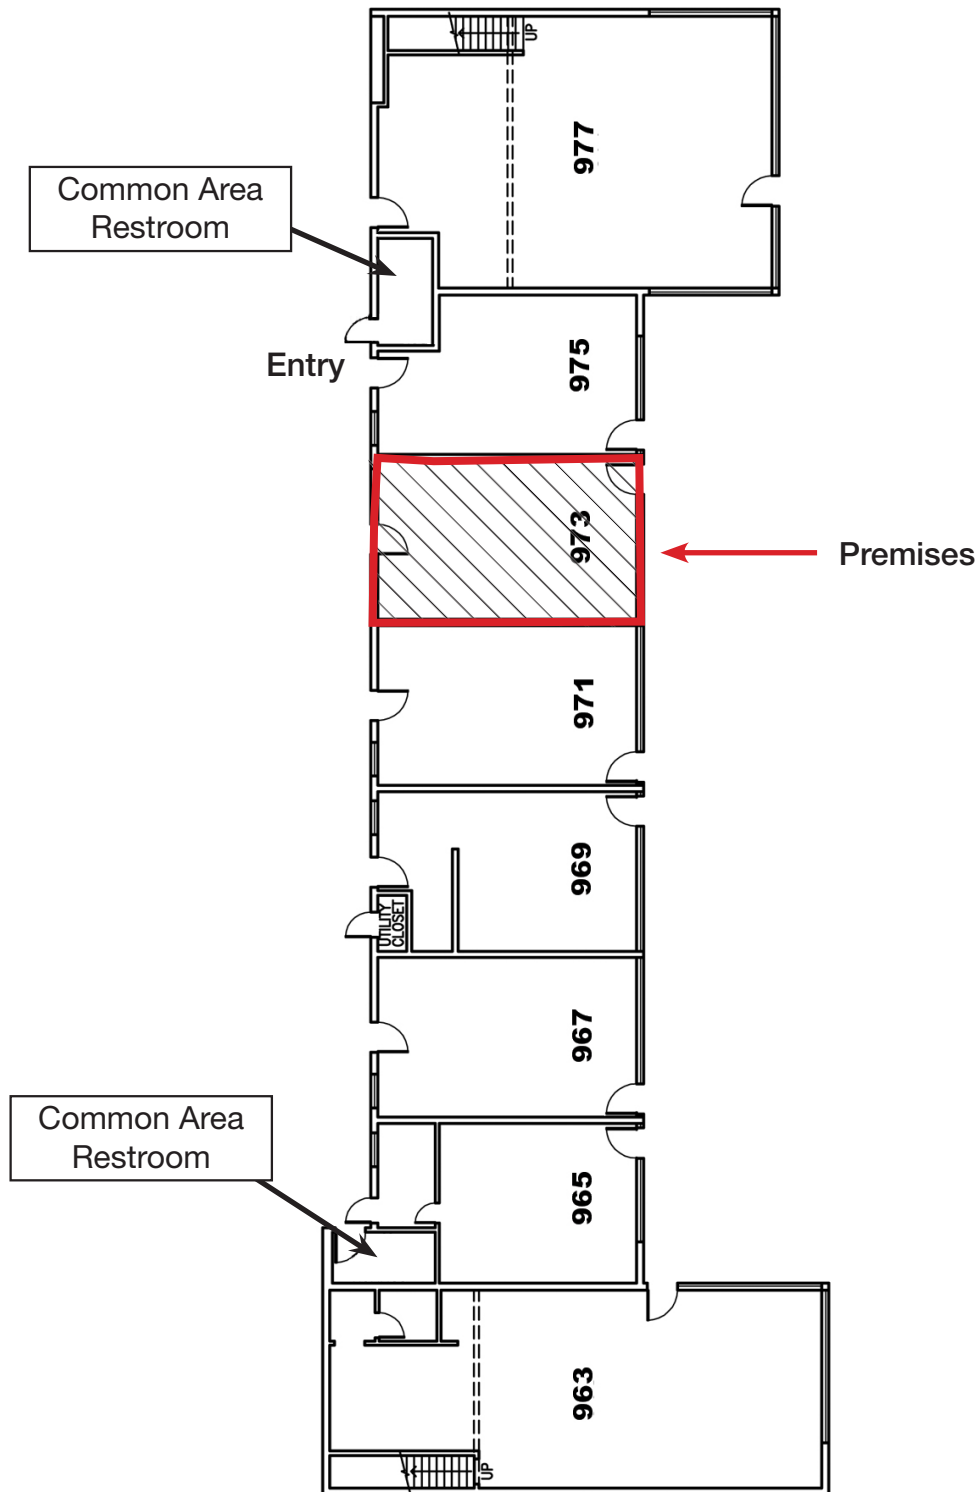 UP
977
Common Area
Restroom
Entry
975
973
Premises
971
969
UTILITY
CLOSET
967
Common Area
Restroom
965
963
UP